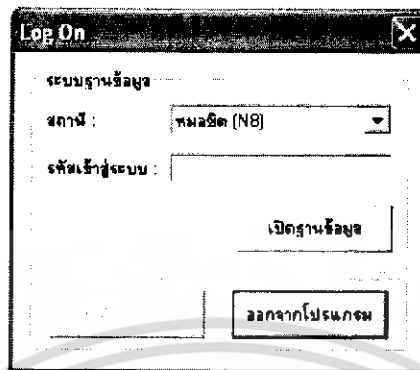 Log On
ระบบฐานข้อมูล
สถานี :
หมอชิต (N8)
รหัสเข้าสู่ระบบ :
เปิดฐานข้อมูล
ออกจากโปรแกรม